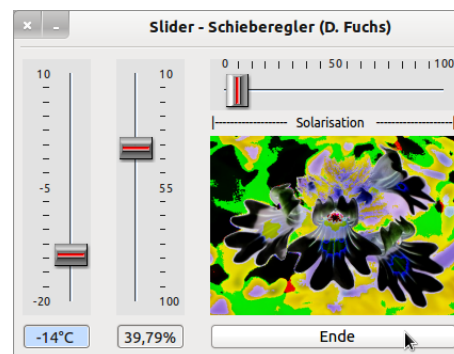 Slider - Schieberegler (D. Fuchs)
0 50 100
10 10
-5 55
-20 100
Solarisation
-14°C 39,79% Ende